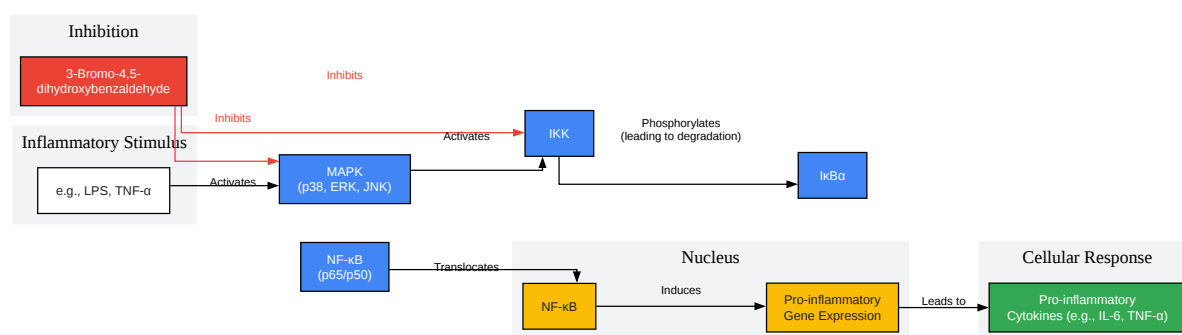 Inhibition
3-Bromo-4,5-
dihydroxybenzaldehyde
Inhibits
Inhibits
Inflammatory Stimulus
e.g., LPS, TNF-α
Activates
MAPK
(p38, ERK, JNK)
Activates
IKK
Phosphorylates
(leading to degradation)
IκBα
NF-κB
(p65/p50)
Translocates
Nucleus
NF-κB
Induces
Pro-inflammatory
Gene Expression
Leads to
Cellular Response
Pro-inflammatory
Cytokines (e.g., IL-6, TNF-α)